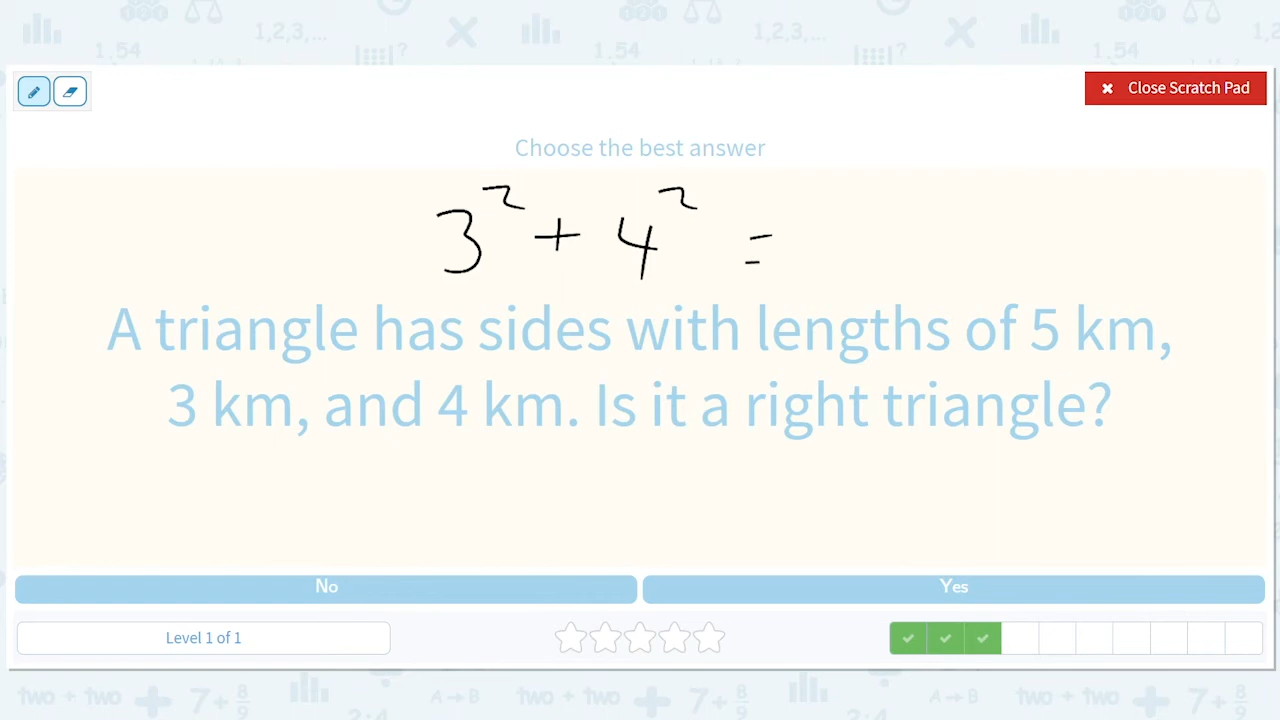 Close Scratch Pad
Choose the best answer
3² + 4² =
A triangle has sides with lengths of 5 km,
3 km, and 4 km. Is it a right triangle?
No
Yes
Level 1 of 1